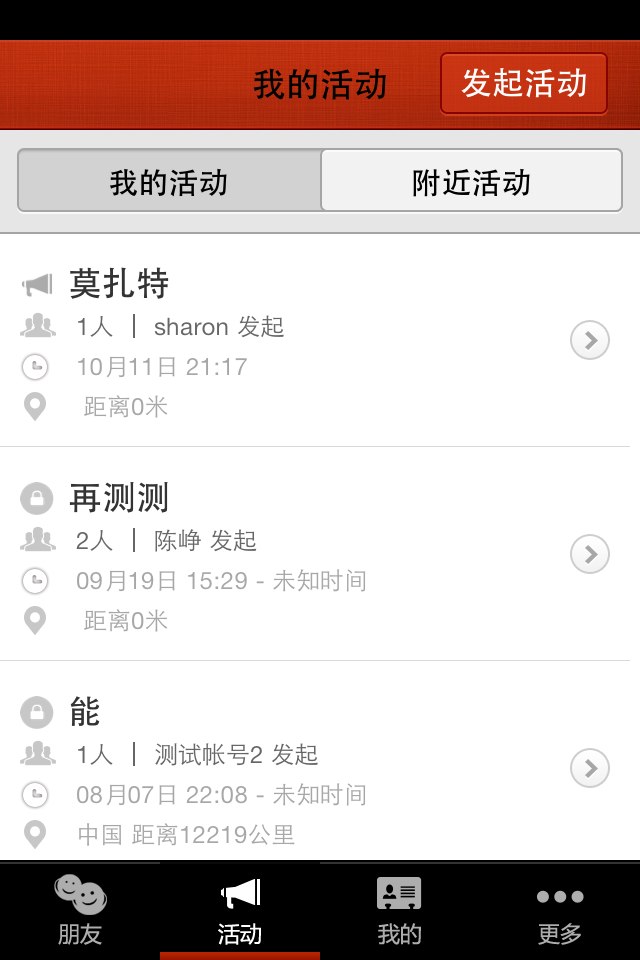 我的活动
发起活动
我的活动
附近活动
莫扎特
1人 | sharon 发起
10月11日 21:17
距离0米
再测测
2人 | 陈峥 发起
09月19日 15:29 - 未知时间
距离0米
能
1人 | 测试帐号2 发起
08月07日 22:08 - 未知时间
中国 距离12219公里
朋友
活动
我的
更多